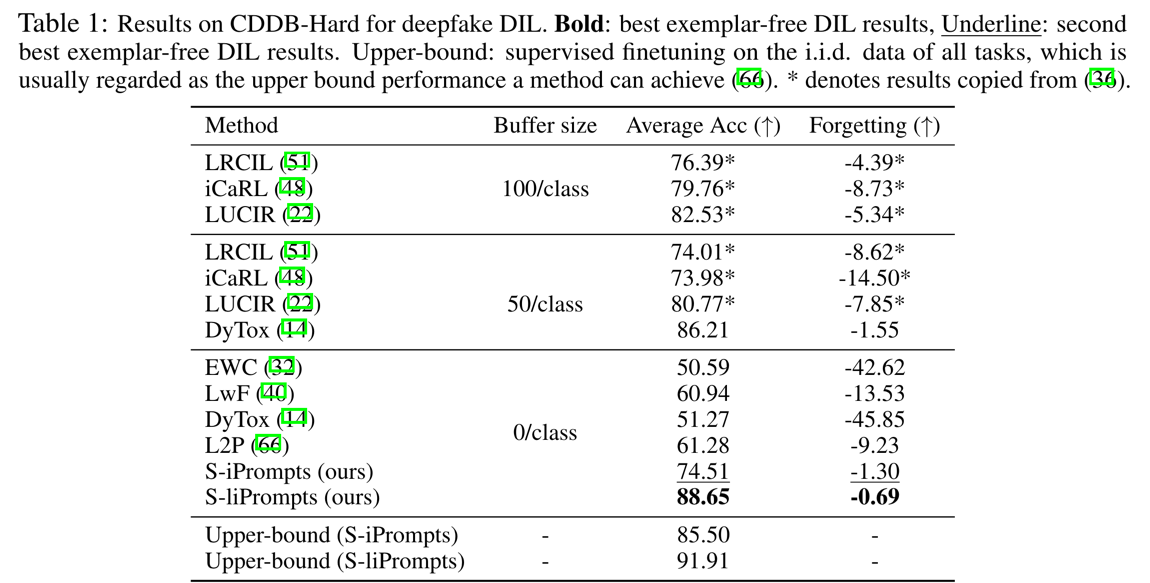 Table 1: Results on CDDB-Hard for deepfake DIL. Bold: best exemplar-free DIL results, Underline: second
best exemplar-free DIL results. Upper-bound: supervised finetuning on the i.i.d. data of all tasks, which is
usually regarded as the upper bound performance a method can achieve (66). * denotes results copied from (36).
Method Buffer size Average Acc (↑) Forgetting (↑)
LRCIL (51) 76.39* -4.39*
iCaRL (48) 100/class 79.76* -8.73*
LUCIR (22) 82.53* -5.34*
LRCIL (51) 74.01* -8.62*
iCaRL (48) 73.98* -14.50*
LUCIR (22) 50/class 80.77* -7.85*
DyTox (14) 86.21 -1.55
EWC (32) 50.59 -42.62
LwF (40) 60.94 -13.53
DyTox (14) 51.27 -45.85
L2P (66) 0/class 61.28 -9.23
S-iPrompts (ours) 74.51 -1.30
S-liPrompts (ours) 88.65 -0.69
Upper-bound (S-iPrompts) - 85.50 -
Upper-bound (S-liPrompts) - 91.91 -